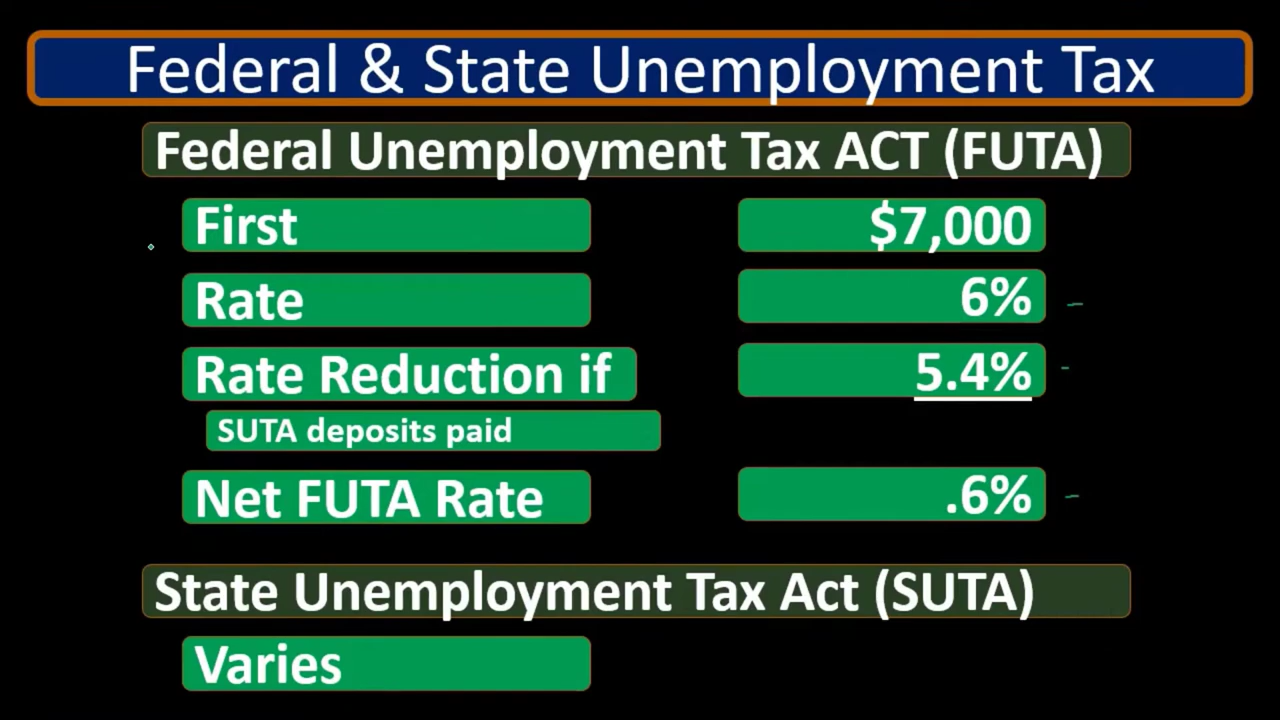 Federal & State Unemployment Tax
Federal Unemployment Tax ACT (FUTA)
First $7,000
Rate 6%
Rate Reduction if 5.4%
SUTA deposits paid
Net FUTA Rate .6%
State Unemployment Tax Act (SUTA)
Varies